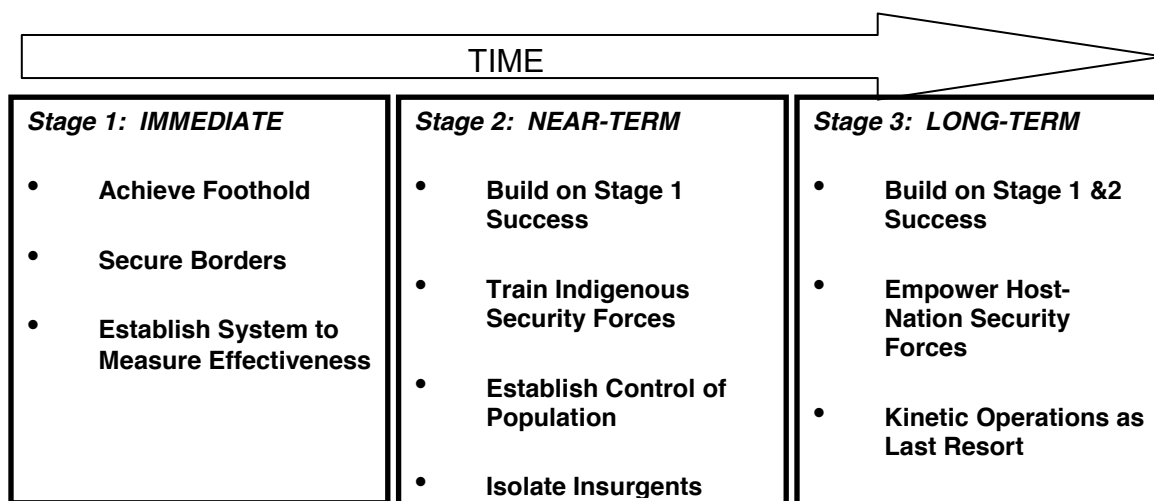 TIME
Stage 1: IMMEDIATE
• Achieve Foothold
• Secure Borders
• Establish System to
Measure Effectiveness
Stage 2: NEAR-TERM
• Build on Stage 1
Success
• Train Indigenous
Security Forces
• Establish Control of
Population
• Isolate Insurgents
Stage 3: LONG-TERM
• Build on Stage 1 &2
Success
• Empower Host-
Nation Security
Forces
• Kinetic Operations as
Last Resort